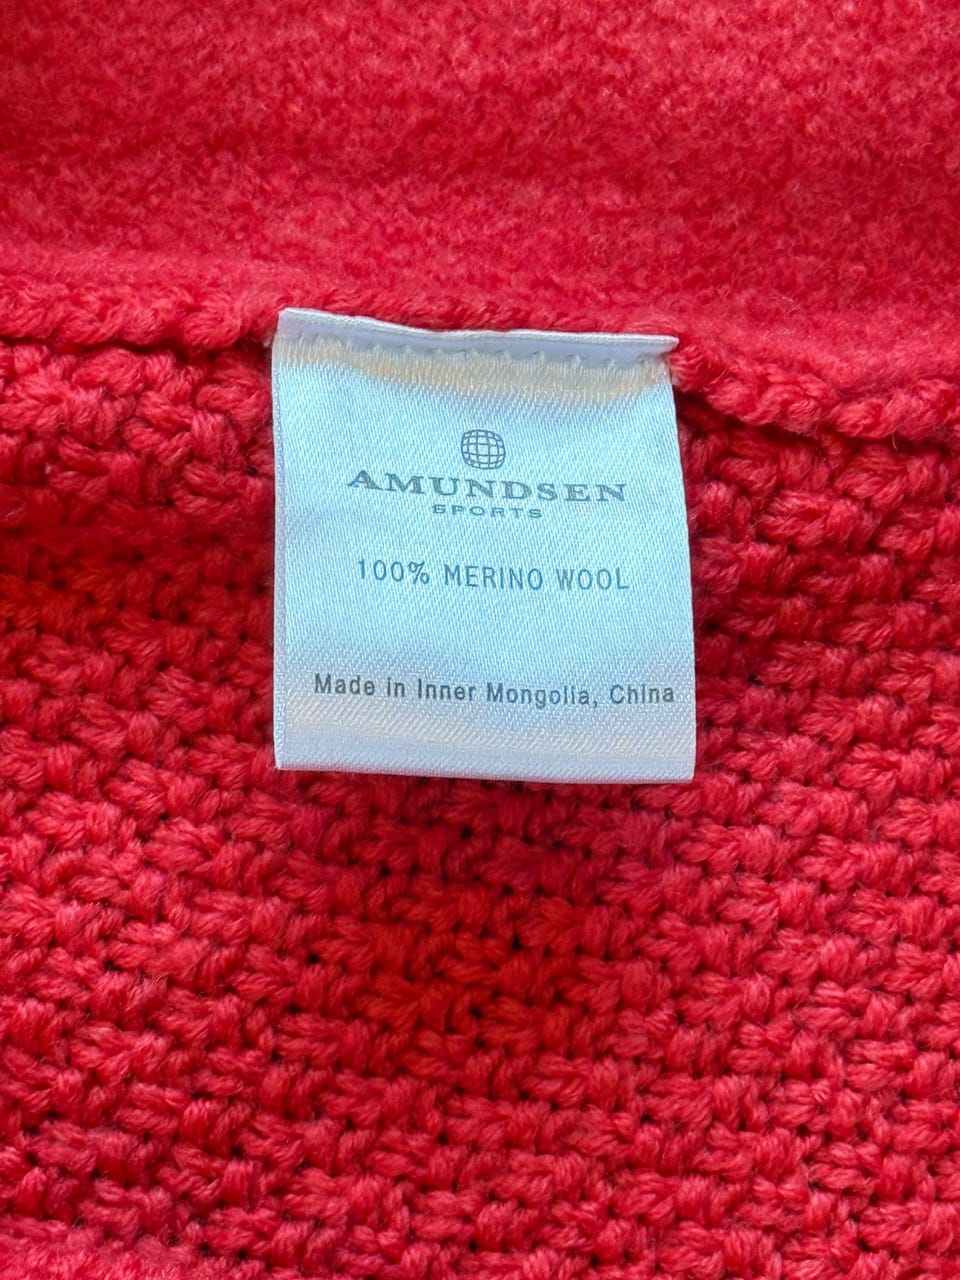 AMUNDSEN
SPORTS
100% MERINO WOOL
Made in Inner Mongolia, China